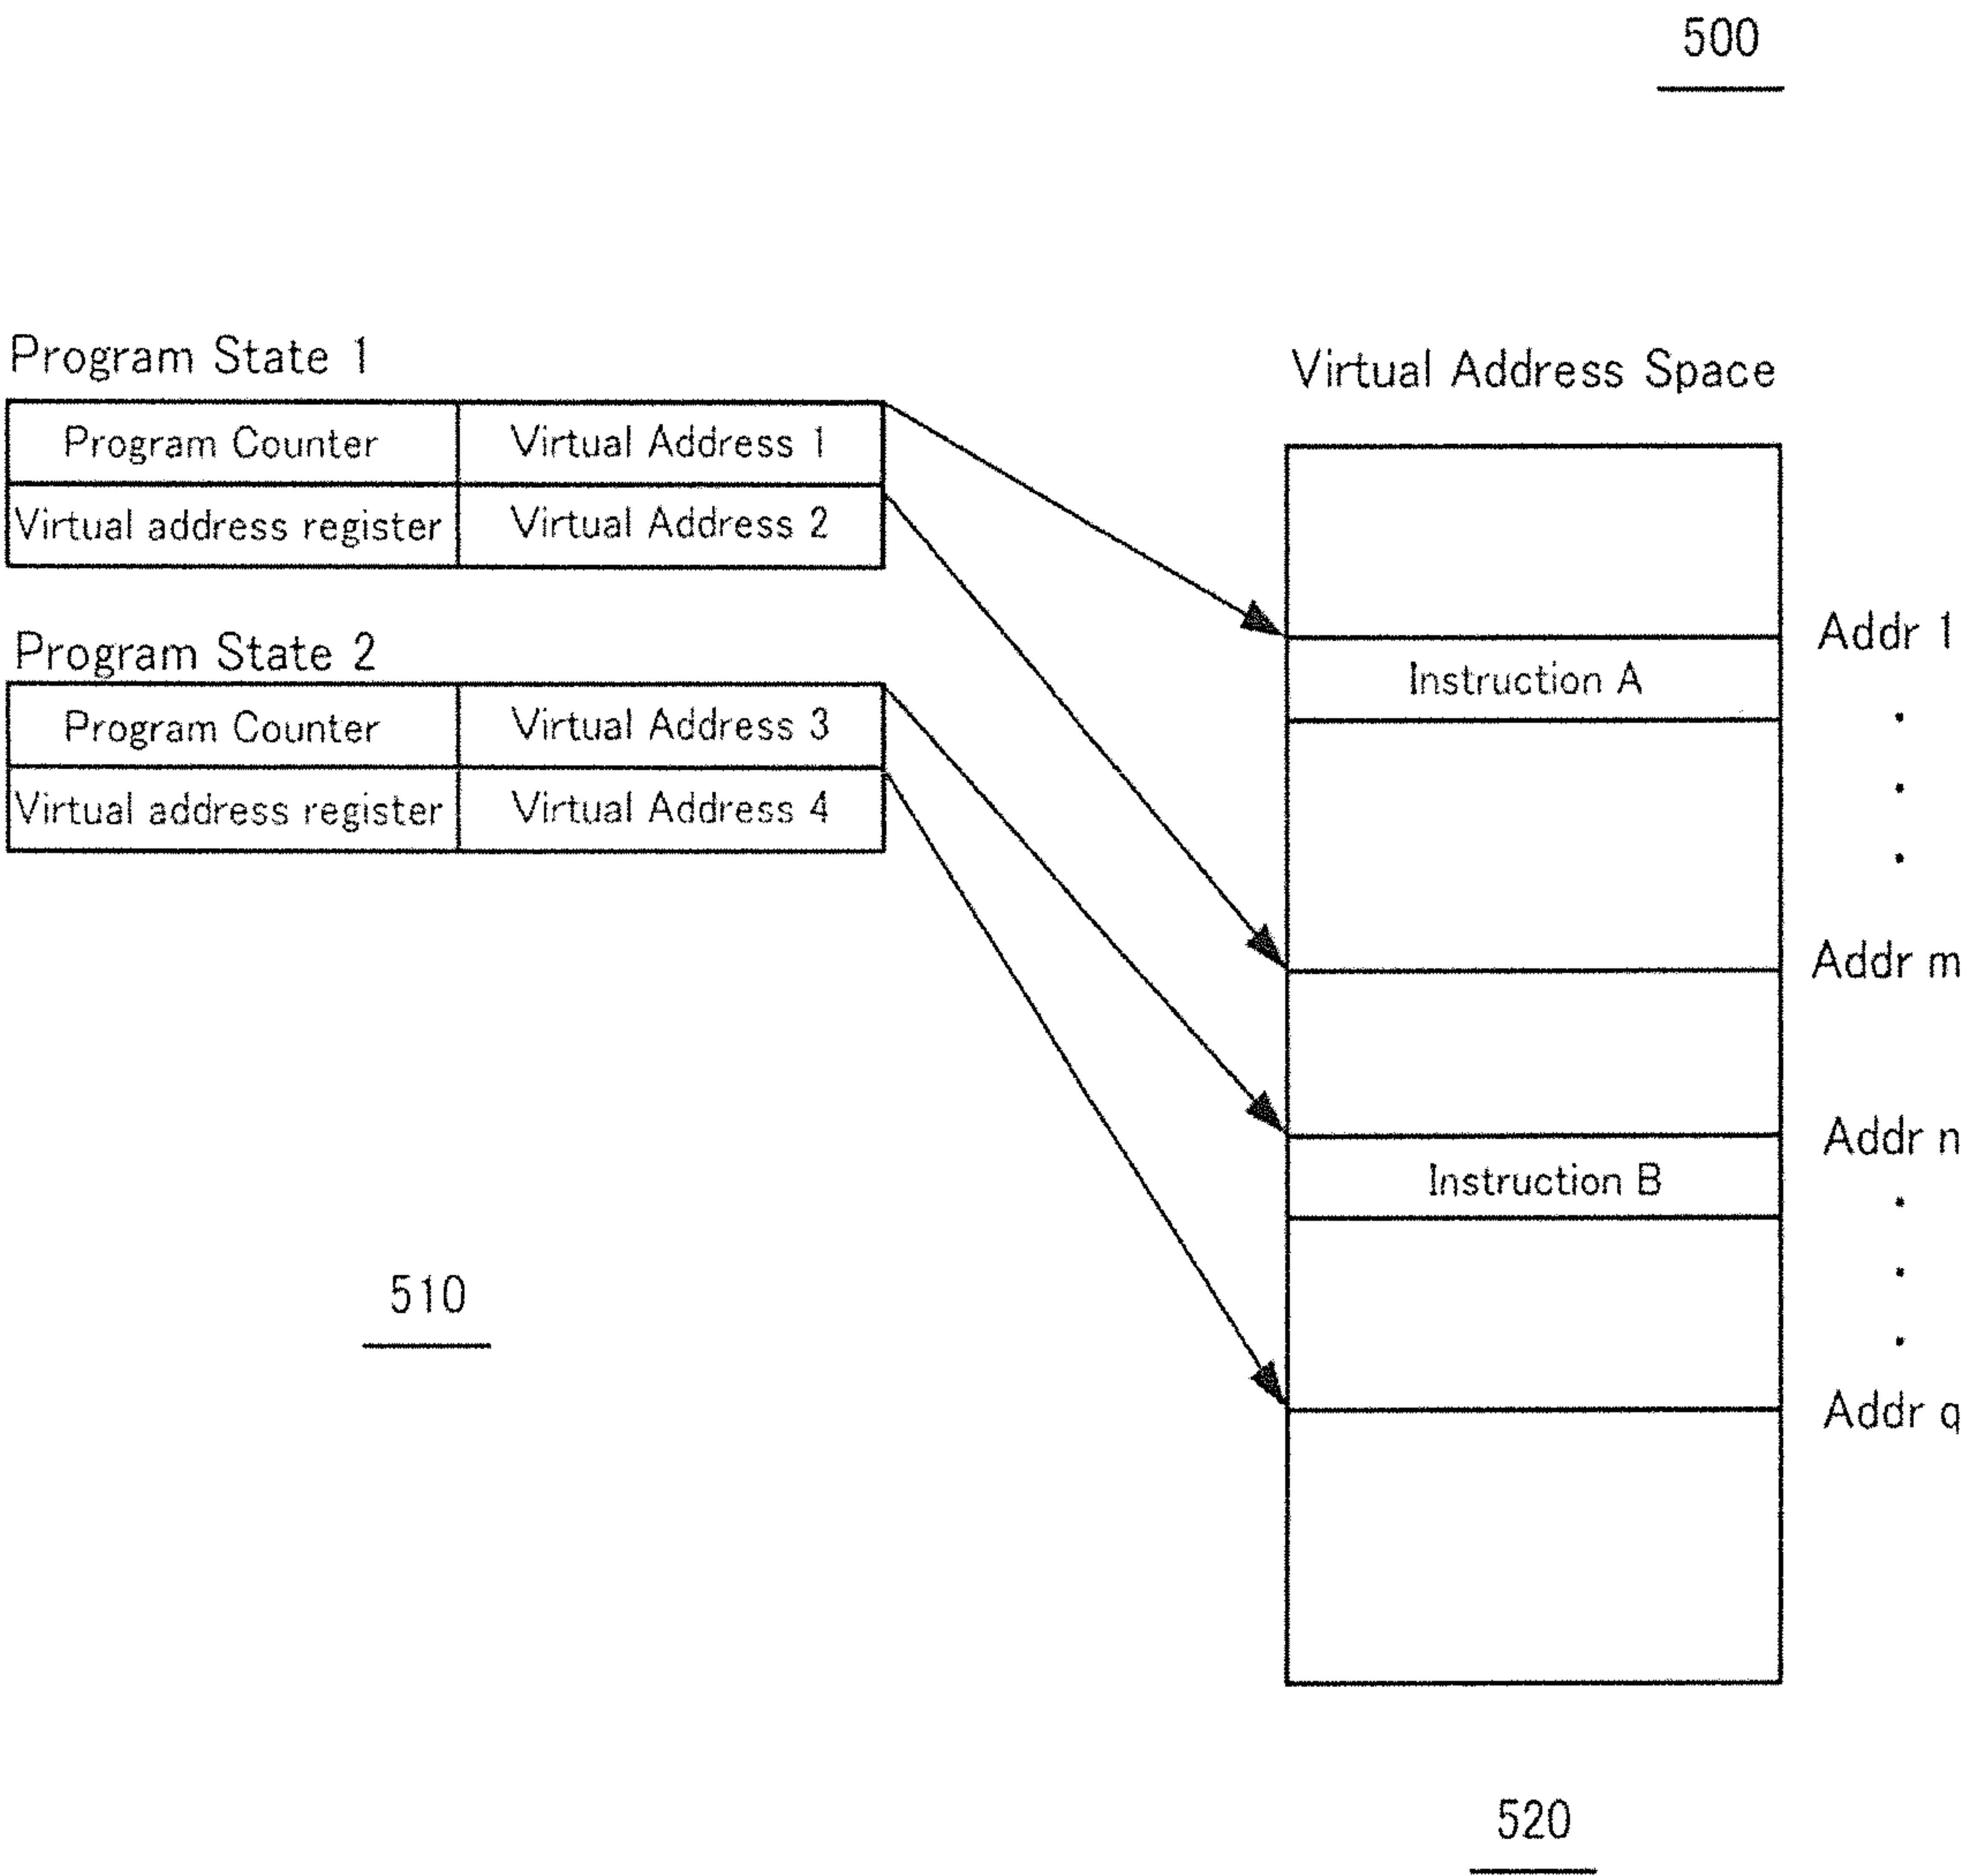 500
Program State 1
Program Counter Virtual Address 1
Virtual address register Virtual Address 2
Program State 2
Program Counter Virtual Address 3
Virtual address register Virtual Address 4
510
Virtual Address Space
Addr 1
Instruction A
.
.
.
Addr m
Addr n
Instruction B
.
.
.
Addr q
520